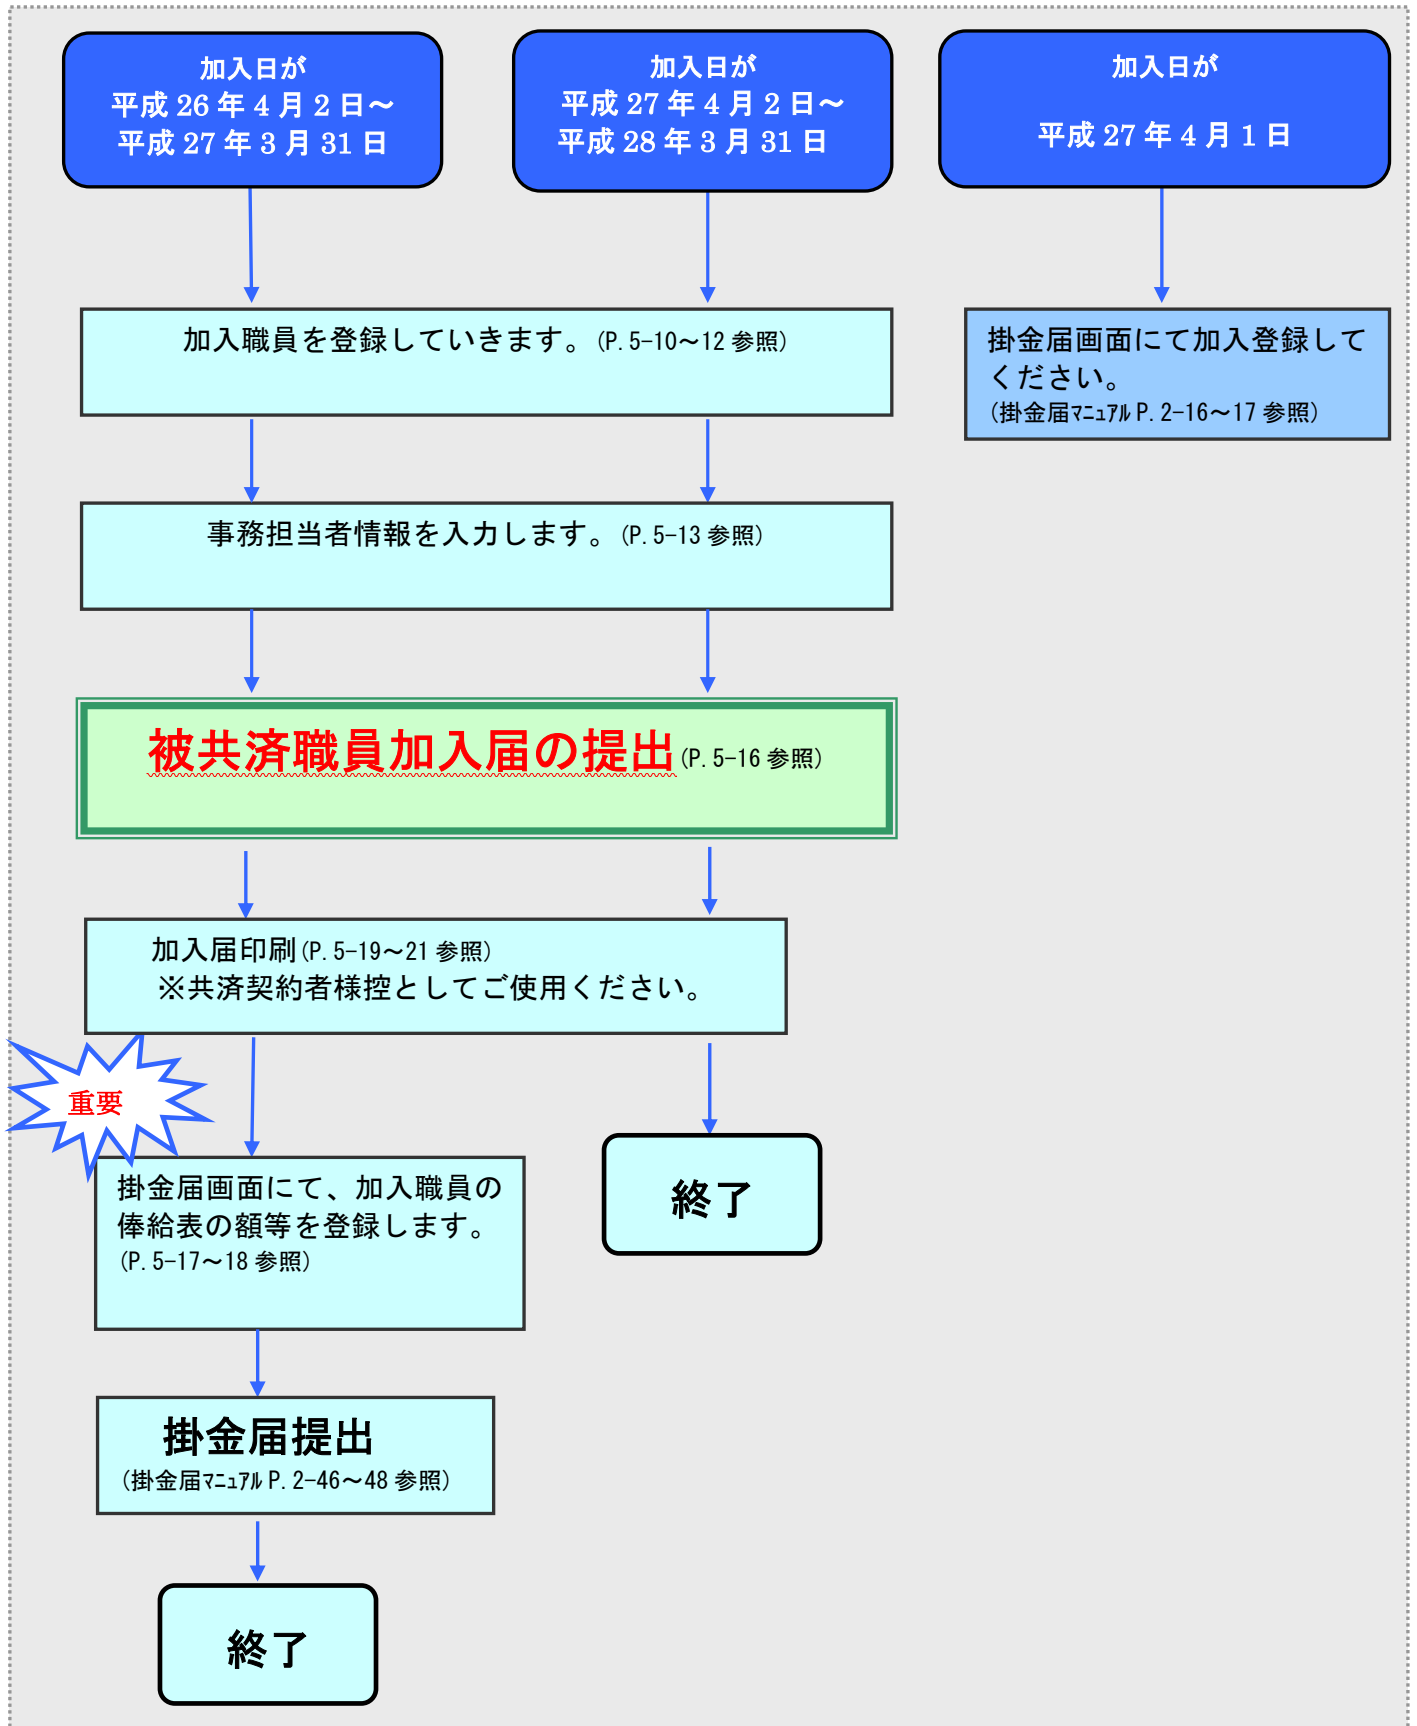 加入日が
平成 26 年 4 月 2 日～
平成 27 年 3 月 31 日
加入日が
平成 27 年 4 月 2 日～
平成 28 年 3 月 31 日
加入日が
平成 27 年 4 月 1 日
加入職員を登録していきます。(P. 5-10～12 参照)
掛金届画面にて加入登録して
ください。
(掛金届ﾏﾆｭｱﾙ P. 2-16～17 参照)
事務担当者情報を入力します。(P. 5-13 参照)
被共済職員加入届の提出(P. 5-16 参照)
加入届印刷(P. 5-19～21 参照)
※共済契約者様控としてご使用ください。
重要
掛金届画面にて、加入職員の
俸給表の額等を登録します。
(P. 5-17～18 参照)
終了
掛金届提出
(掛金届ﾏﾆｭｱﾙ P. 2-46～48 参照)
終了